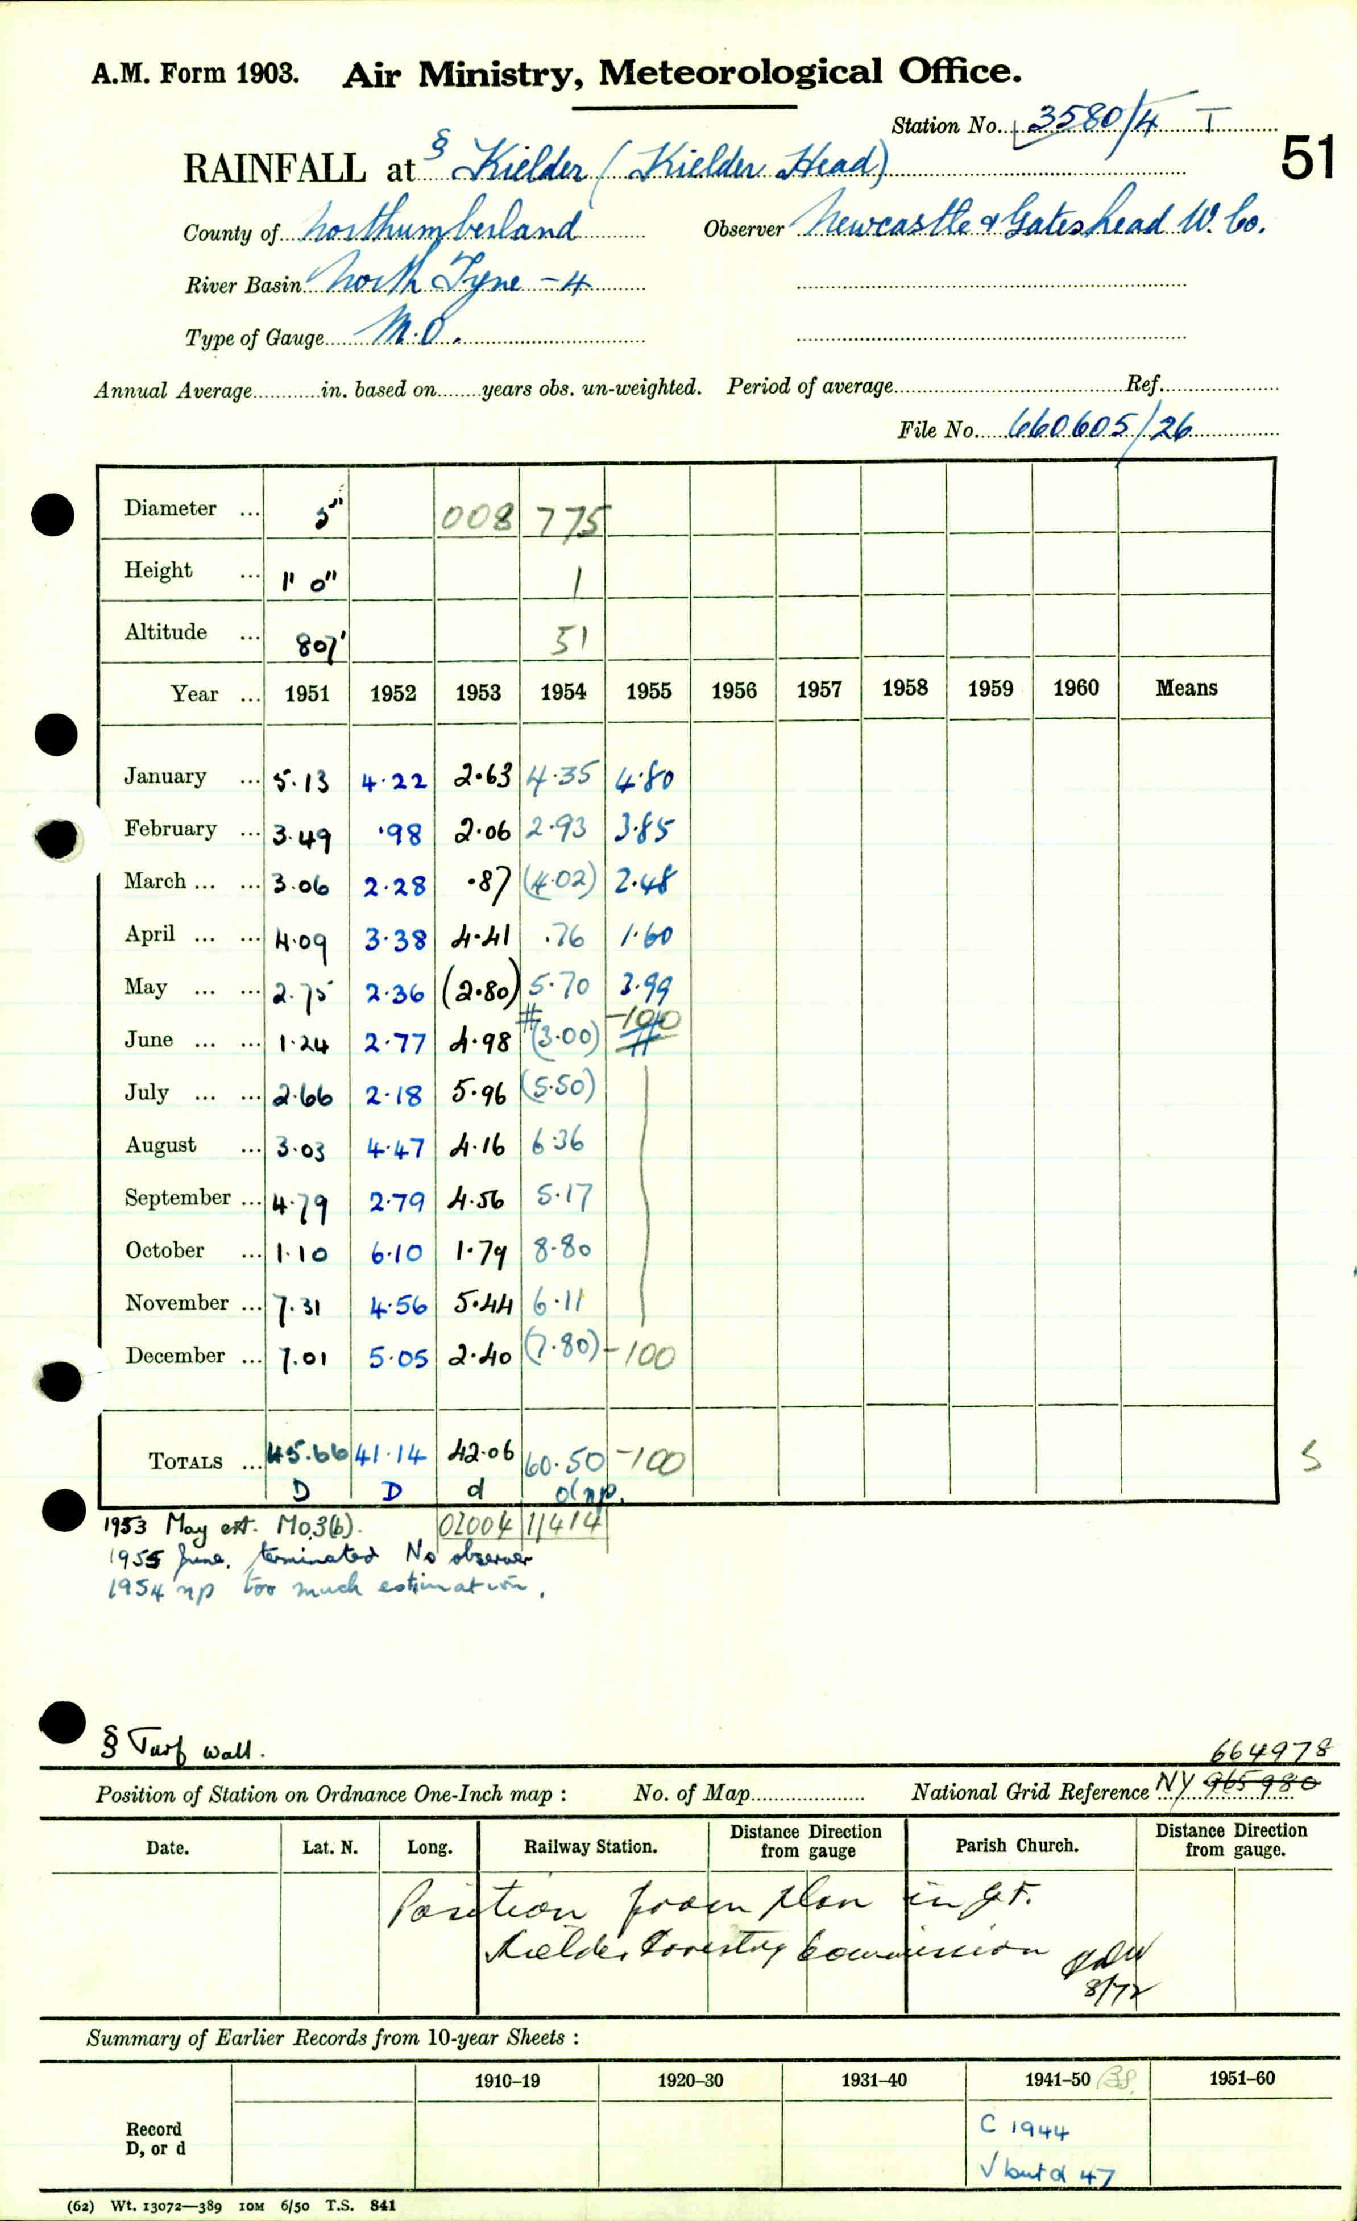 A.M. Form 1903. Air Ministry, Meteorological Office.
Station No. 3580/4 T
51
RAINFALL at § Kielder (Kielder Head)
County of Northumberland Observer Newcastle & Gateshead W. Co.
River Basin North Tyne - 4
Type of Gauge M.O.
Annual Average in. based on years obs. un-weighted. Period of average Ref.
File No. 660605/26
Diameter ... 5" 008 775
Height ... 1' 0" 1
Altitude ... 807' 51
Year ... 1951 1952 1953 1954 1955 1956 1957 1958 1959 1960 Means
January ... 5.13 4.22 2.63 4.35 4.80
February ... 3.49 .98 2.06 2.93 3.85
March ... ... 3.06 2.28 .87 (4.02) 2.48
April ... ... 4.09 3.38 4.41 .76 1.60
May ... ... 2.75 2.36 (2.80) 5.70 3.99
June ... ... 1.24 2.77 4.98 # (3.00) -100 #
July ... ... 2.66 2.18 5.96 (5.50)
August ... 3.03 4.47 4.16 6.36
September ... 4.79 2.79 4.56 5.17
October ... 1.10 6.10 1.79 8.80
November ... 7.31 4.56 5.44 6.11
December ... 7.01 5.05 2.40 (7.80) -100
TOTALS ... 45.66 41.14 42.06 60.50 -100
D D d d np.
S
1953 May est. MO3(b). 02004 11414
1955 June. terminated No observer
1954 np too much estimation.
§ Turf wall.
664978
Position of Station on Ordnance One-Inch map : No. of Map National Grid Reference NY 965980
Date. Lat. N. Long. Railway Station. Distance Direction from gauge Parish Church. Distance Direction from gauge.
Position from plan in
Kielder Forestry Commission
8/72
Summary of Earlier Records from 10-year Sheets :
1910–19 1920–30 1931–40 1941–50 BS. 1951–60
Record
D, or d
C 1944
√ but d 47
(62) Wt. 13072—389 10M 6/50 T.S. 841